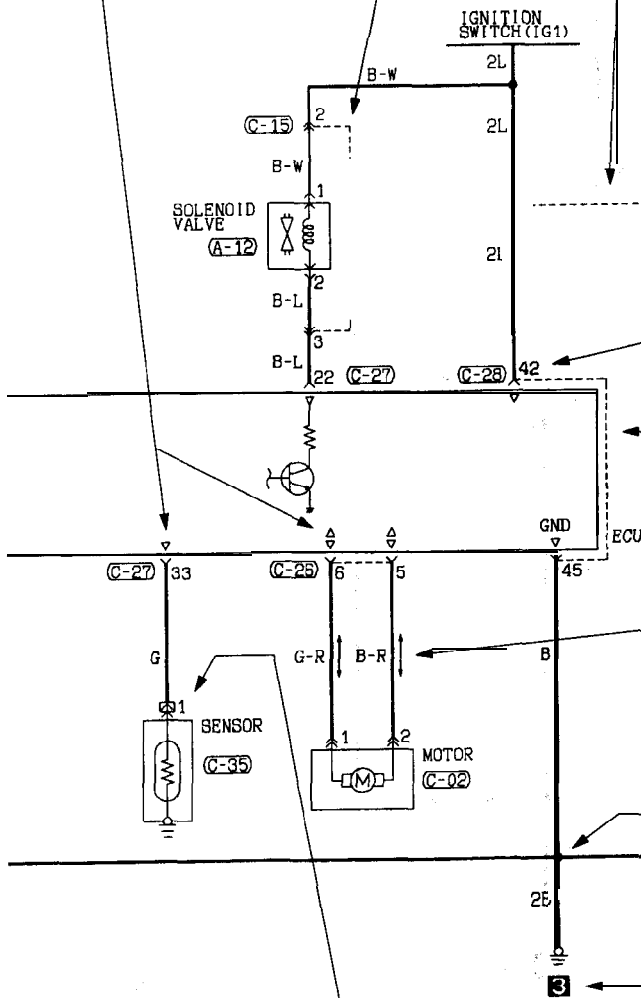 IGNITION
SWITCH(IG1)
2L
B-W
2
C-15
2L
B-W
1
SOLENOID
VALVE
A-12
2l
2
B-L
3
B-L
22
C-27
C-28
42
GND
ECU
C-27
33
C-26
6
5
45
G
G-R
B-R
B
1
SENSOR
C-35
1
2
MOTOR
C-02
M
2B
3